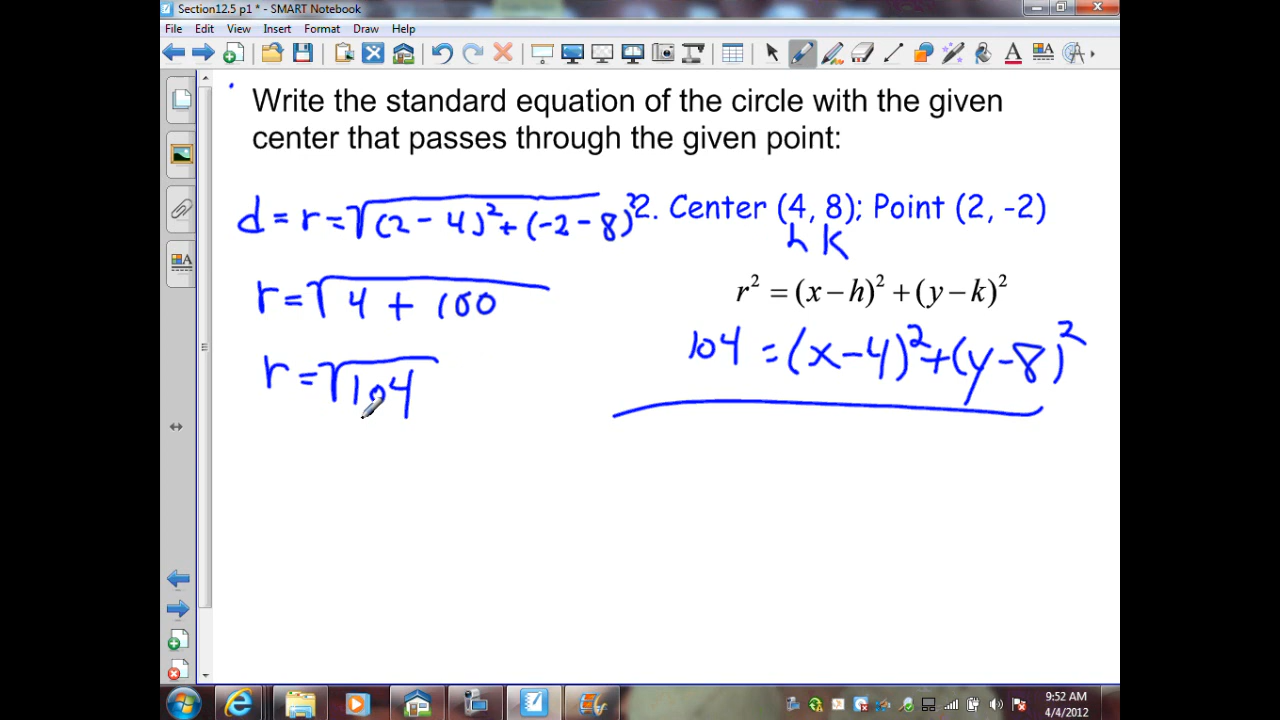 Section12.5 p1 * - SMART Notebook
File Edit View Insert Format Draw Help
Write the standard equation of the circle with the given
center that passes through the given point:
d = r = √(2 - 4)² + (-2 - 8)²
2. Center (4, 8); Point (2, -2)
h k
r = √4 + 100
r² = (x - h)² + (y - k)²
r = √104
104 = (x - 4)² + (y - 8)²
9:52 AM
4/4/2012